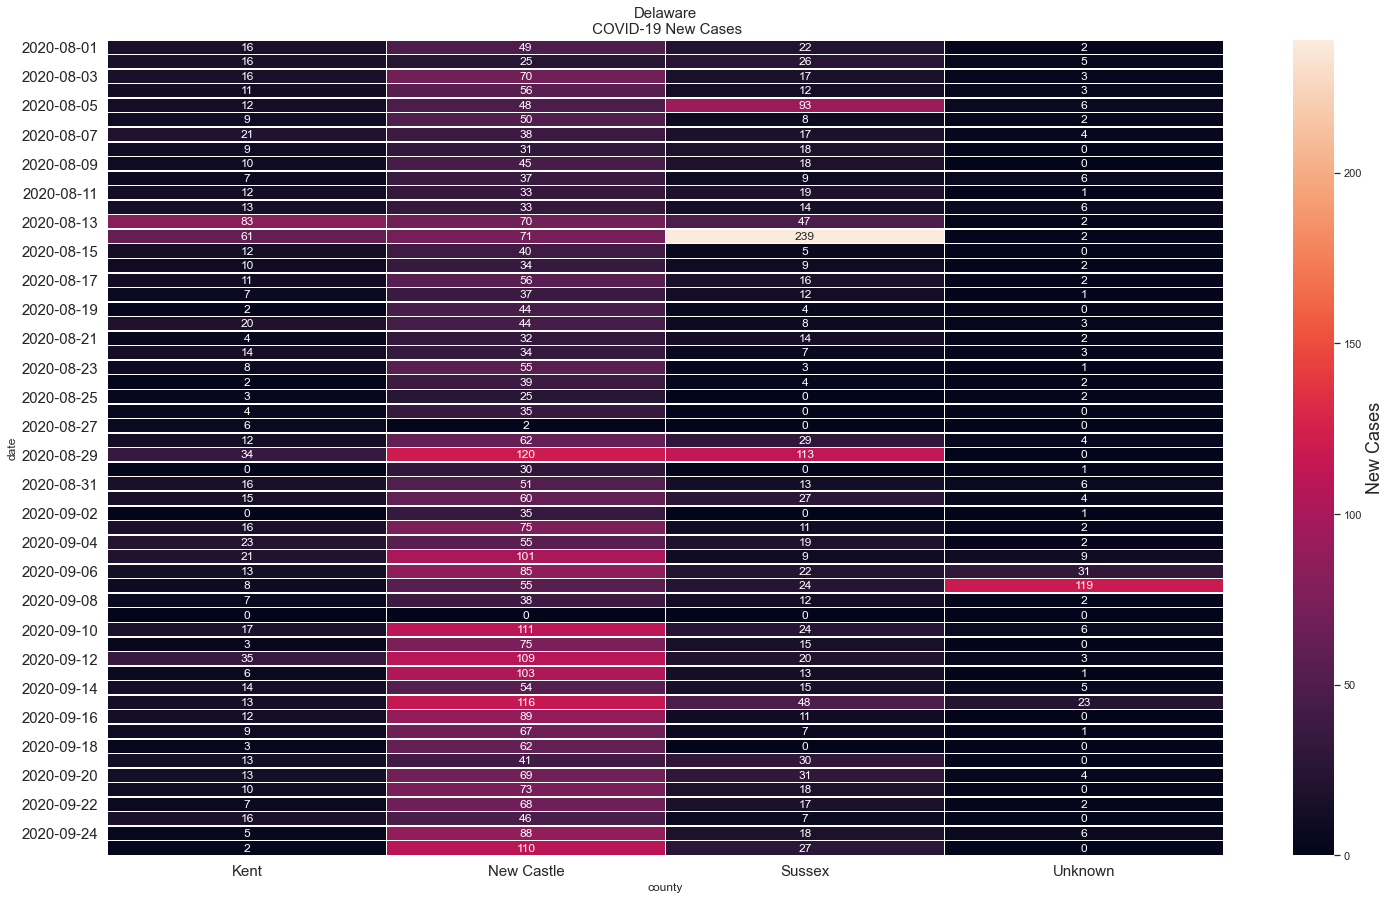 Delaware
COVID-19 New Cases
2020-08-01 16 49 22 2
16 25 26 5
2020-08-03 16 70 17 3
11 56 12 3
2020-08-05 12 48 93 6
9 50 8 2
2020-08-07 21 38 17 4
9 31 18 0
2020-08-09 10 45 18 0
7 37 9 6
2020-08-11 12 33 19 1
13 33 14 6
2020-08-13 83 70 47 2
61 71 239 2
2020-08-15 12 40 5 0
10 34 9 2
2020-08-17 11 56 16 2
7 37 12 1
2020-08-19 2 44 4 0
20 44 8 3
2020-08-21 4 32 14 2
14 34 7 3
2020-08-23 8 55 3 1
2 39 4 2
2020-08-25 3 25 0 2
4 35 0 0
2020-08-27 6 2 0 0
12 62 29 4
2020-08-29 34 120 113 0
0 30 0 1
2020-08-31 16 51 13 6
15 60 27 4
2020-09-02 0 35 0 1
16 75 11 2
2020-09-04 23 55 19 2
21 101 9 9
2020-09-06 13 85 22 31
8 55 24 119
2020-09-08 7 38 12 2
0 0 0 0
2020-09-10 17 111 24 6
3 75 15 0
2020-09-12 35 109 20 3
6 103 13 1
2020-09-14 14 54 15 5
13 116 48 23
2020-09-16 12 89 11 0
9 67 7 1
2020-09-18 3 62 0 0
13 41 30 0
2020-09-20 13 69 31 4
10 73 18 0
2020-09-22 7 68 17 2
16 46 7 0
2020-09-24 5 88 18 6
2 110 27 0
Kent New Castle Sussex Unknown
county
date
200
150
100
50
0
New Cases